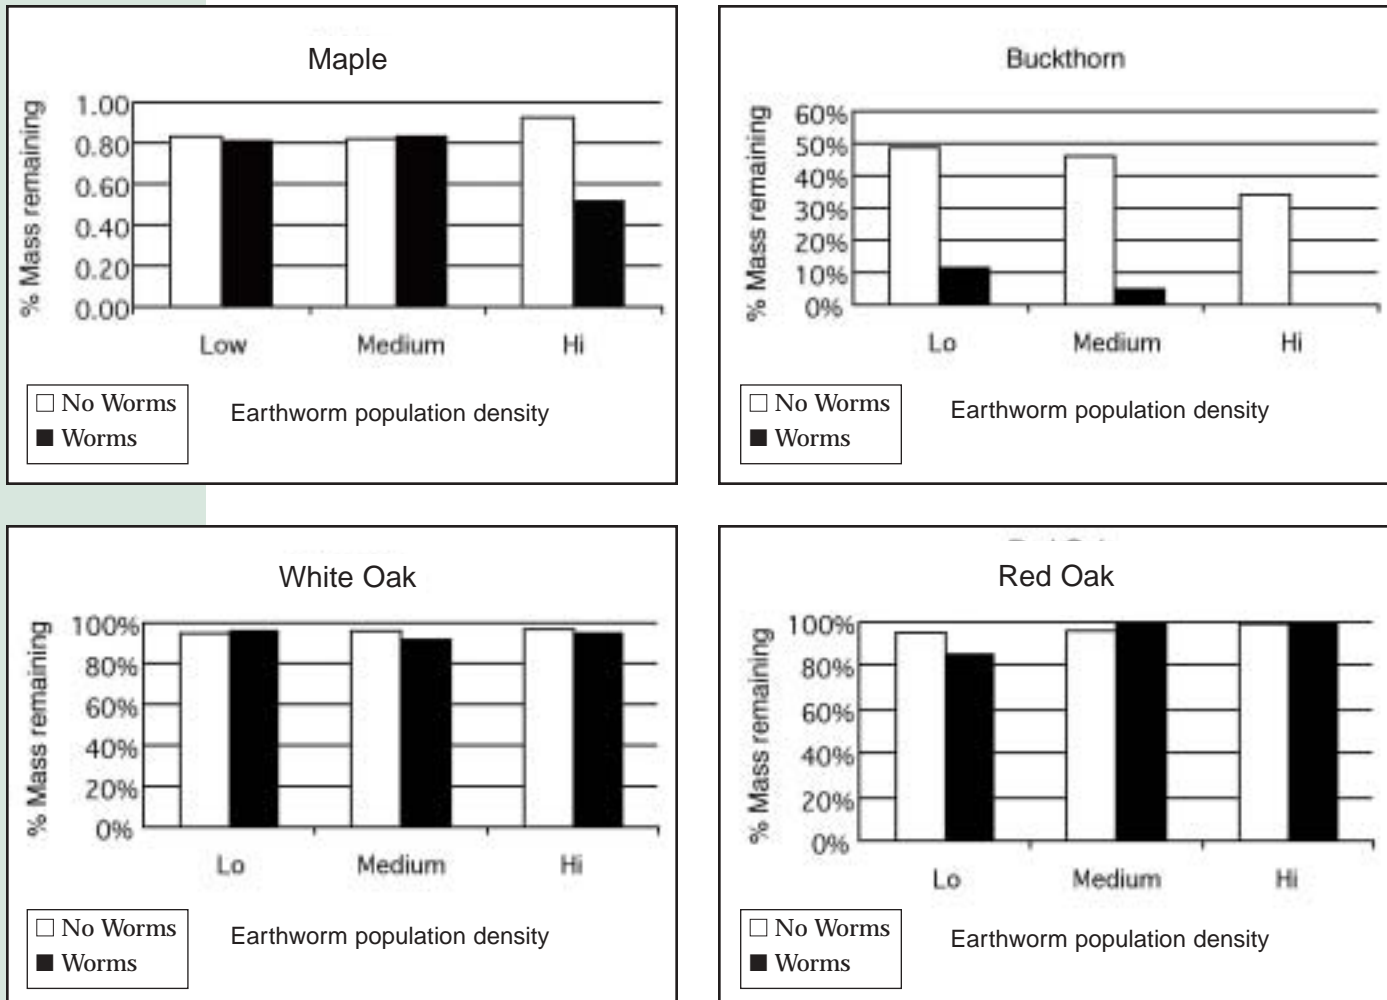 Maple
% Mass remaining
1.00
0.80
0.60
0.40
0.20
0.00
Low Medium Hi
No Worms
Worms
Earthworm population density
Buckthorn
% Mass remaining
60%
50%
40%
30%
20%
10%
0%
Lo Medium Hi
No Worms
Worms
Earthworm population density
White Oak
% Mass remaining
100%
80%
60%
40%
20%
0%
Lo Medium Hi
No Worms
Worms
Earthworm population density
Red Oak
% Mass remaining
100%
80%
60%
40%
20%
0%
Lo Medium Hi
No Worms
Worms
Earthworm population density